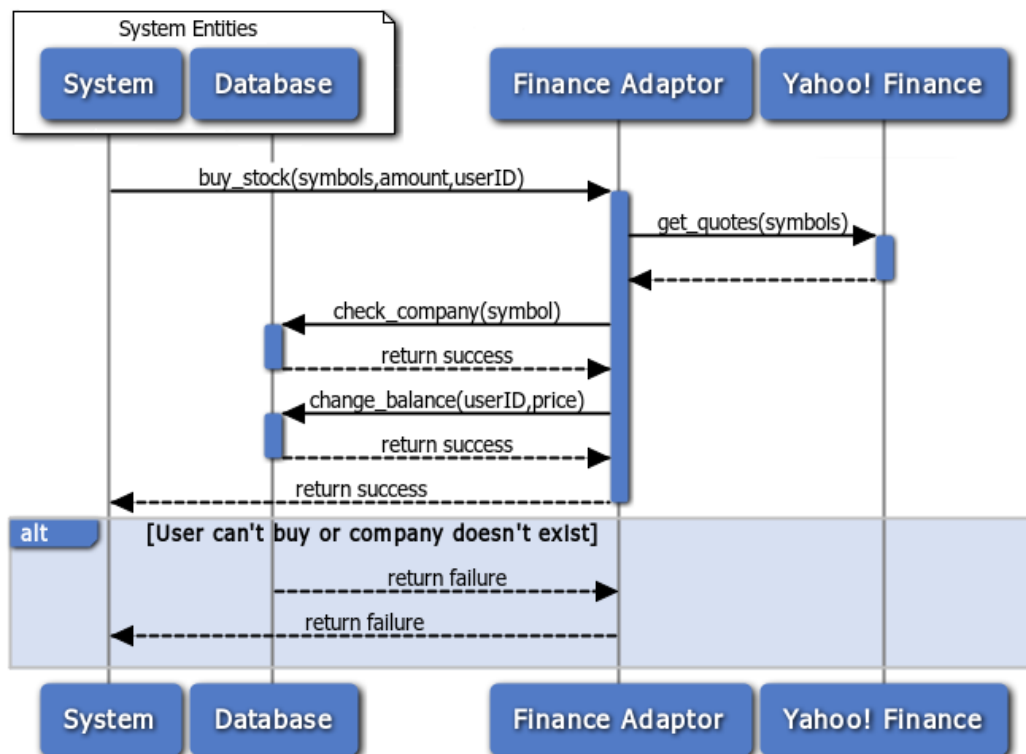 System Entities
System
Database
Finance Adaptor
Yahoo! Finance
buy_stock(symbols,amount,userID)
get_quotes(symbols)
check_company(symbol)
return success
change_balance(userID,price)
return success
return success
alt
[User can't buy or company doesn't exist]
return failure
return failure
System
Database
Finance Adaptor
Yahoo! Finance